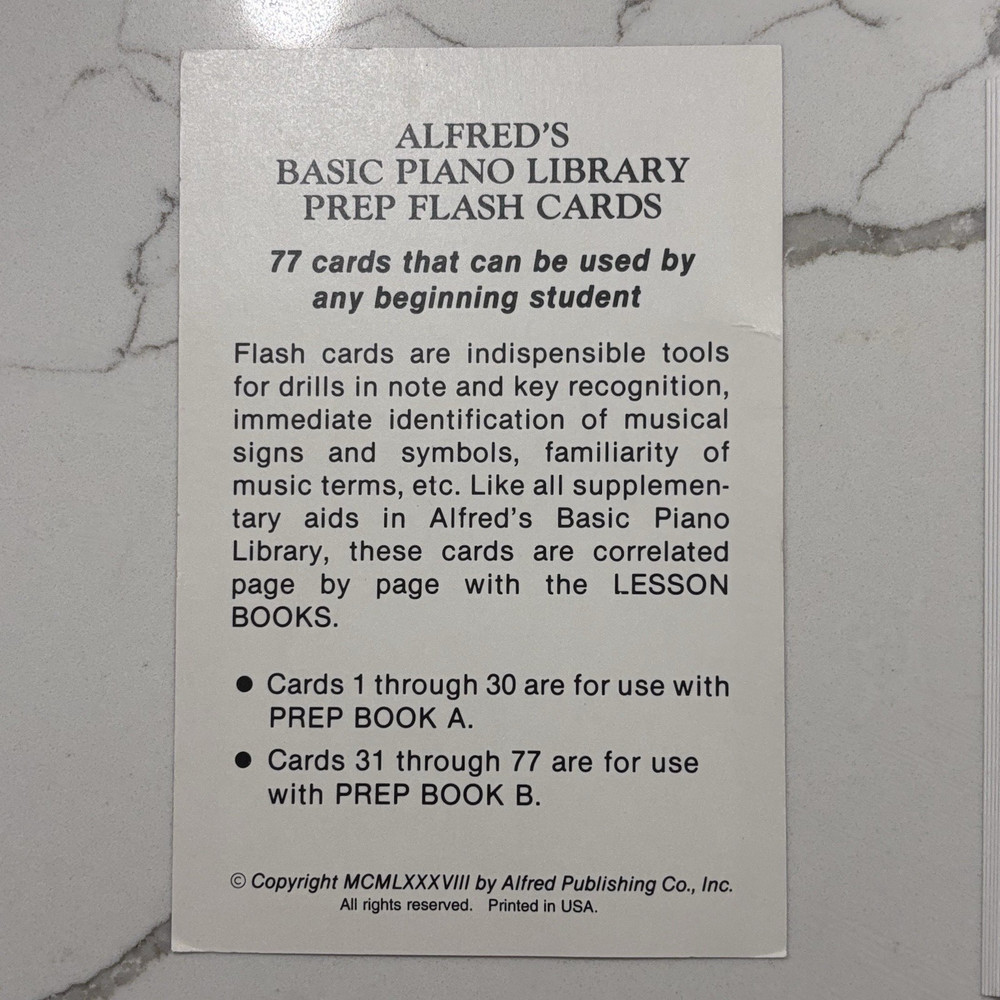 ALFRED'S
BASIC PIANO LIBRARY
PREP FLASH CARDS
77 cards that can be used by
any beginning student
Flash cards are indispensible tools
for drills in note and key recognition,
immediate identification of musical
signs and symbols, familiarity of
music terms, etc. Like all supplemen-
tary aids in Alfred's Basic Piano
Library, these cards are correlated
page by page with the LESSON
BOOKS.
● Cards 1 through 30 are for use with
PREP BOOK A.
● Cards 31 through 77 are for use
with PREP BOOK B.
© Copyright MCMLXXXVIII by Alfred Publishing Co., Inc.
All rights reserved. Printed in USA.